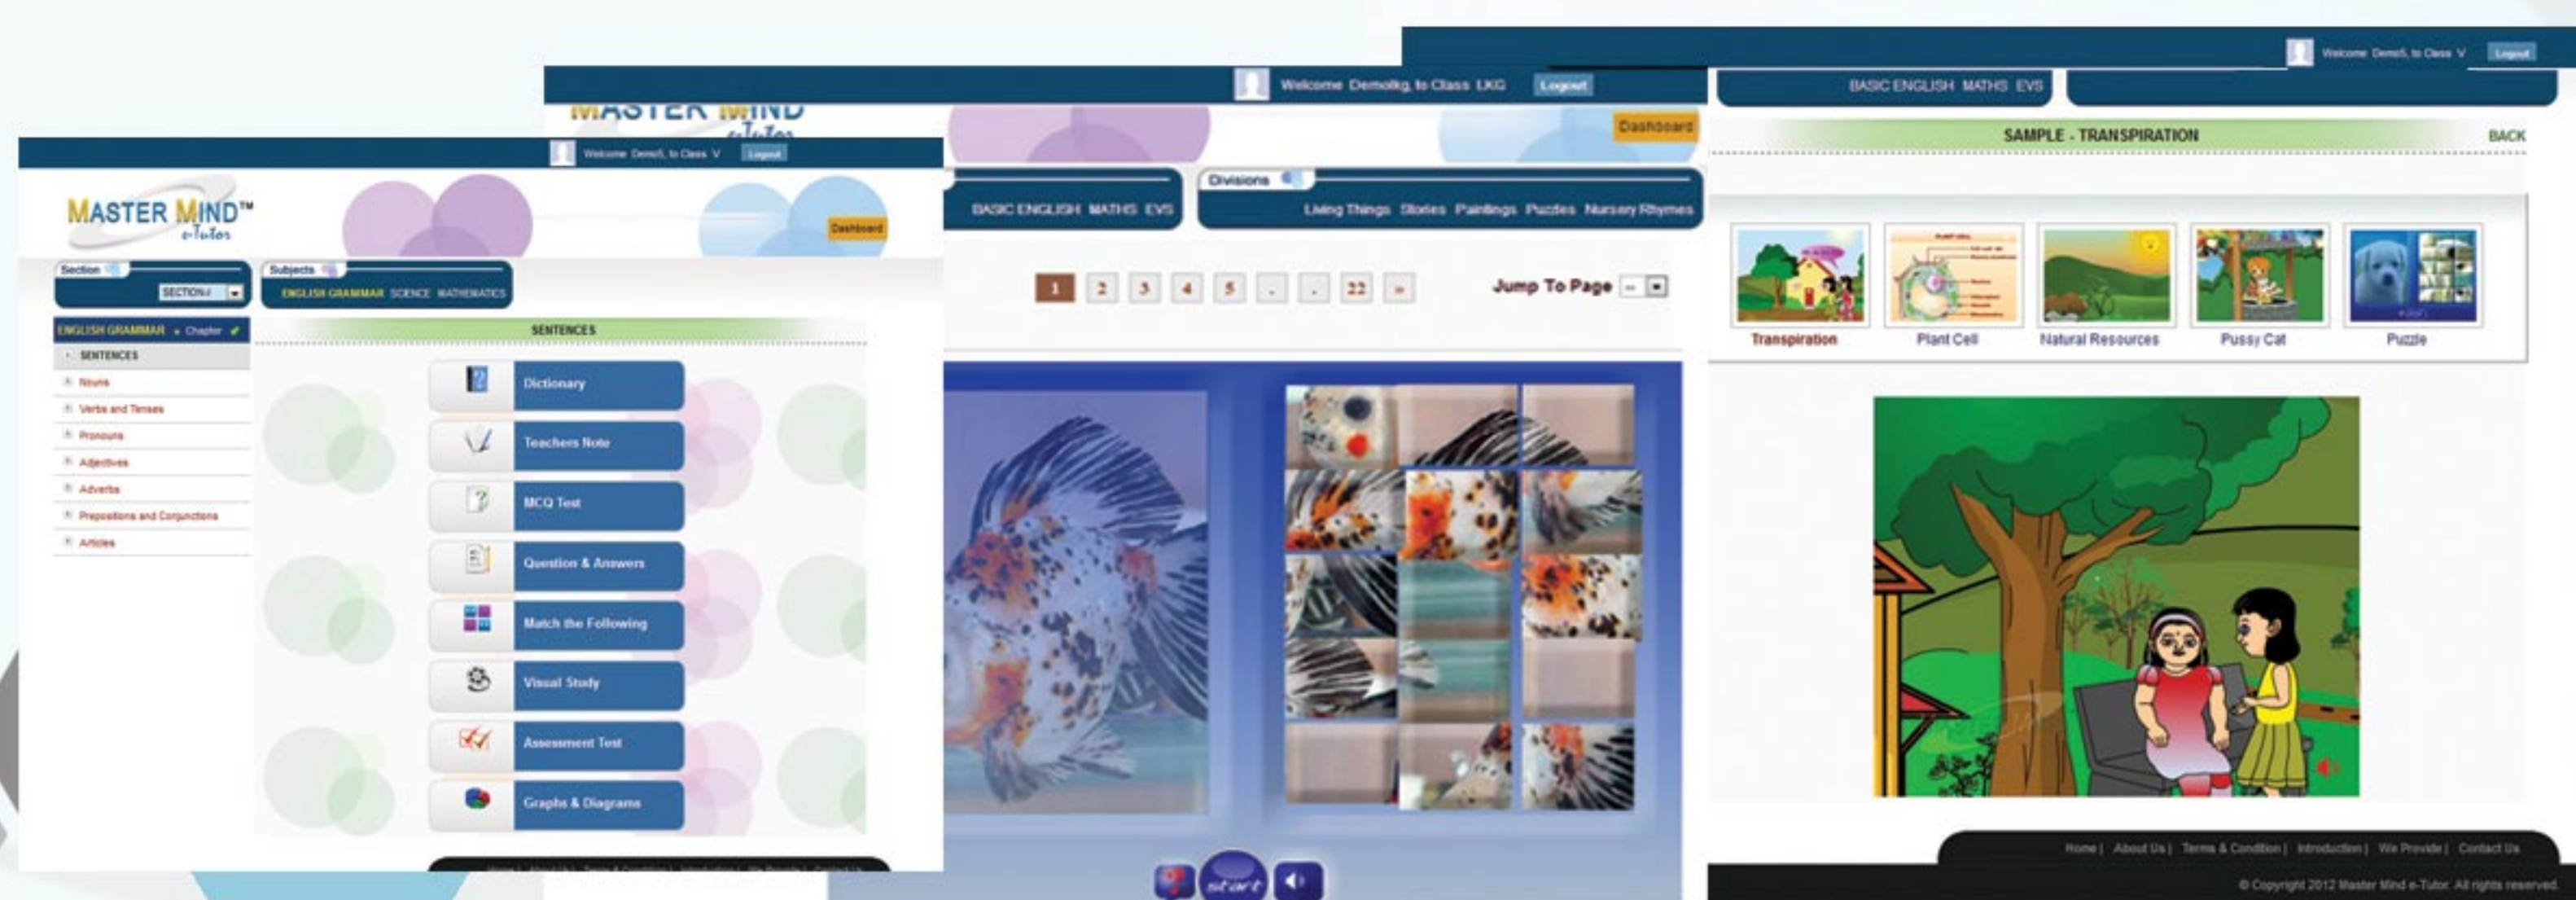 Welcome Demo5, to Class V Logout
MASTER MIND™
e-Tutor
Dashboard
Section
SECTION-I
Subjects
ENGLISH GRAMMAR SCIENCE MATHEMATICS
ENGLISH GRAMMAR » Chapter
SENTENCES
Nouns
Verbs and Tenses
Pronouns
Adjectives
Adverbs
Prepositions and Conjunctions
Articles
SENTENCES
Dictionary
Teachers Note
MCQ Test
Question & Answers
Match the Following
Visual Study
Assessment Test
Graphs & Diagrams
Welcome Demolkg, to Class LKG Logout
MASTER MIND
e-Tutor
Dashboard
BASIC ENGLISH MATHS EVS
Divisions
Living Things Stories Paintings Puzzles Nursery Rhymes
1 2 3 4 5 . . 22 »
Jump To Page --
start
Welcome Demo5, to Class V Logout
BASIC ENGLISH MATHS EVS
SAMPLE - TRANSPIRATION
BACK
PLANT CELL
Transpiration
Plant Cell
Natural Resources
Pussy Cat
Puzzle
Home | About Us | Terms & Condition | Introduction | We Provide | Contact Us
© Copyright 2012 Master Mind e-Tutor. All rights reserved.